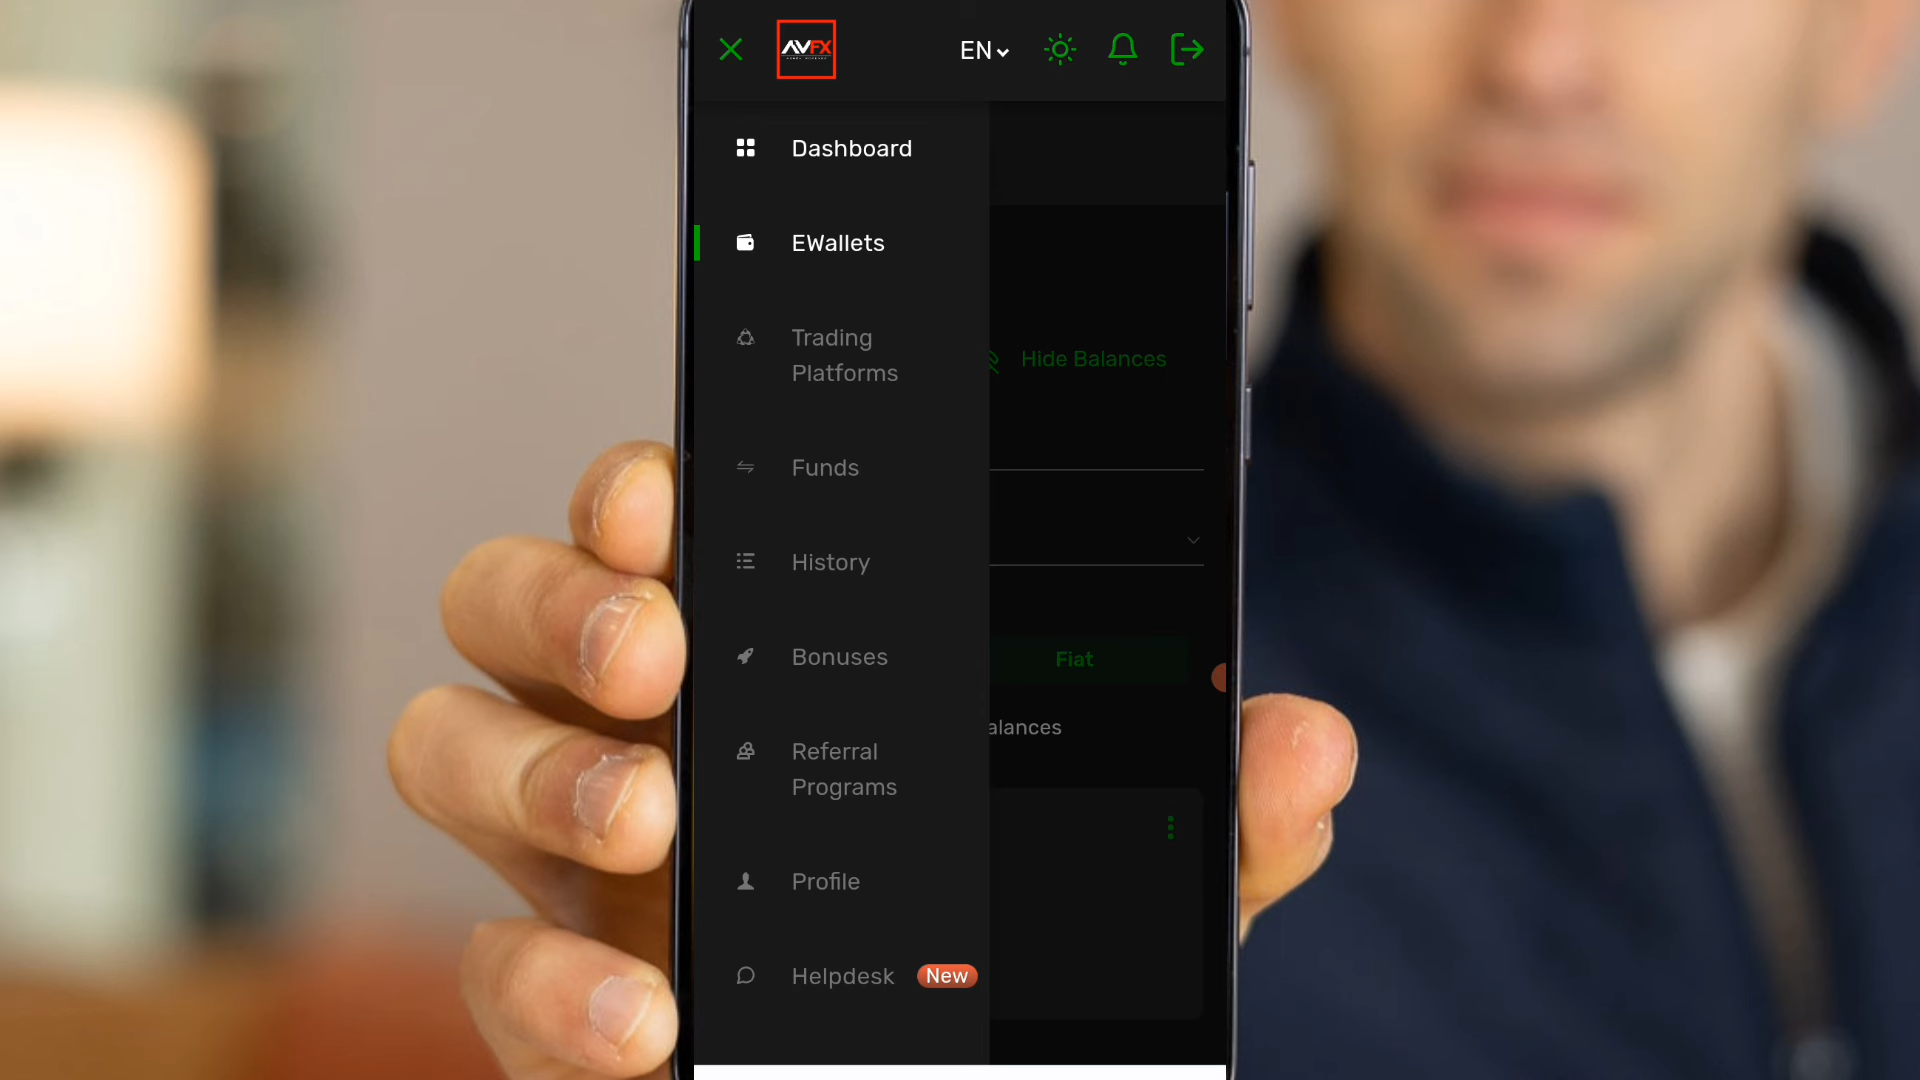 AVFX
EN
Dashboard
EWallets
Trading
Platforms
Hide Balances
Funds
History
Bonuses
Fiat
alances
Referral
Programs
Profile
Helpdesk New